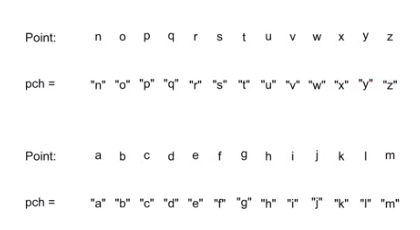 Point: n o p q r s t u v w x y z
pch = "n" "o" "p" "q" "r" "s" "t" "u" "v" "w" "x" "y" "z"
Point: a b c d e f g h i j k l m
pch = "a" "b" "c" "d" "e" "f" "g" "h" "i" "j" "k" "l" "m"